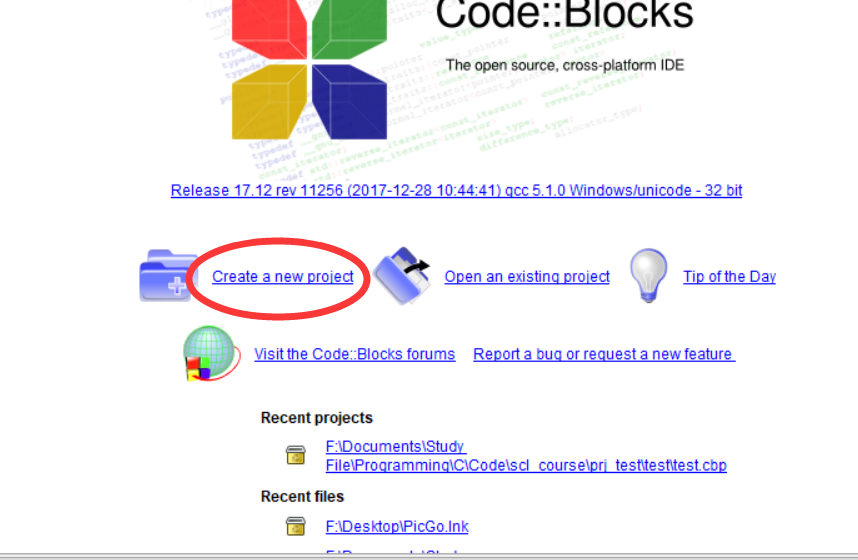 Code::Blocks
The open source, cross-platform IDE
Release 17.12 rev 11256 (2017-12-28 10:44:41) gcc 5.1.0 Windows/unicode - 32 bit
Create a new project
Open an existing project
Tip of the Day
Visit the Code::Blocks forums
Report a bug or request a new feature
Recent projects
F:\Documents\Study
File\Programming\C\Code\scl_course\prj_test\test\test.cbp
Recent files
F:\Desktop\PicGo.lnk